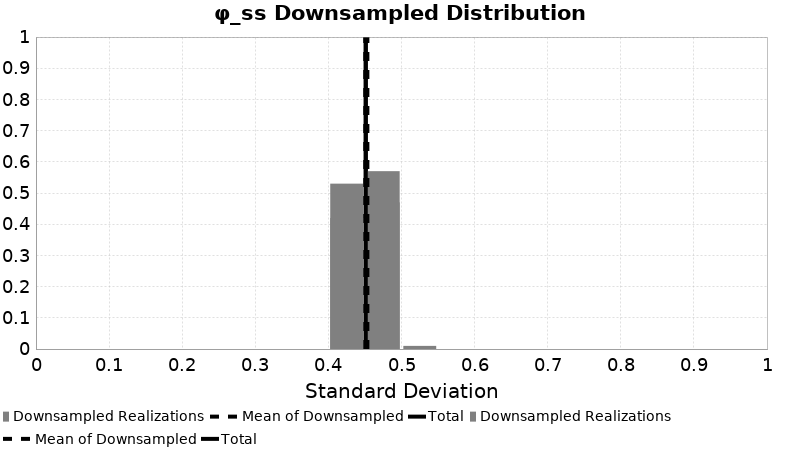 φ_ss Downsampled Distribution
1
0.9
0.8
0.7
0.6
0.5
0.4
0.3
0.2
0.1
0
0 0.1 0.2 0.3 0.4 0.5 0.6 0.7 0.8 0.9 1
Standard Deviation
Downsampled Realizations Mean of Downsampled Total Downsampled Realizations
Mean of Downsampled Total